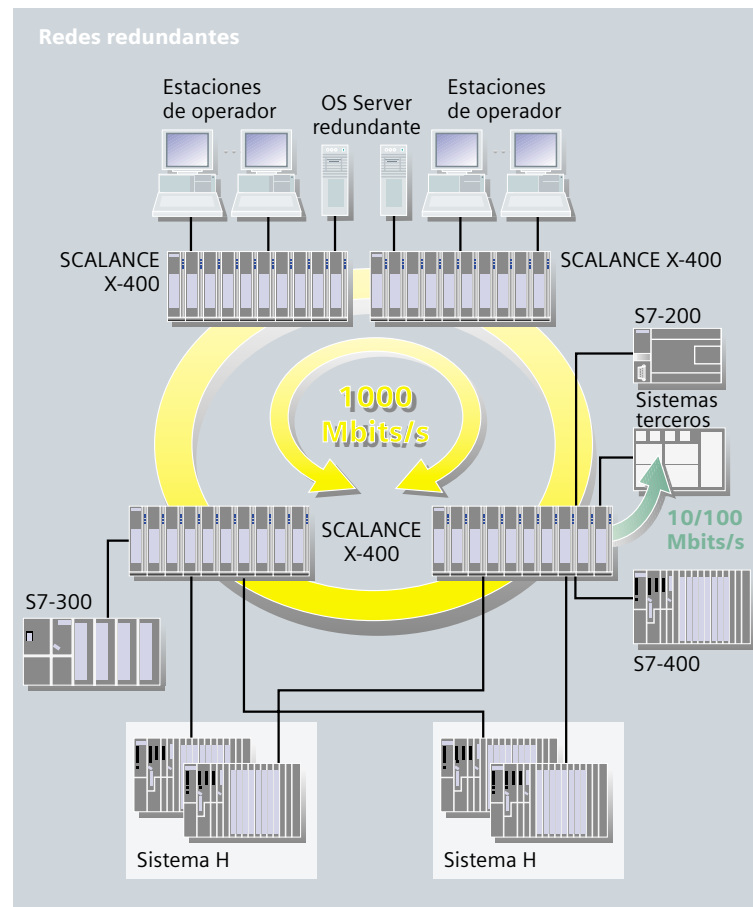 Redes redundantes
Estaciones
de operador
OS Server
redundante
Estaciones
de operador
SCALANCE
X-400
SCALANCE X-400
S7-200
Sistemas
terceros
1000
Mbits/s
10/100
Mbits/s
SCALANCE
X-400
S7-300
S7-400
Sistema H
Sistema H